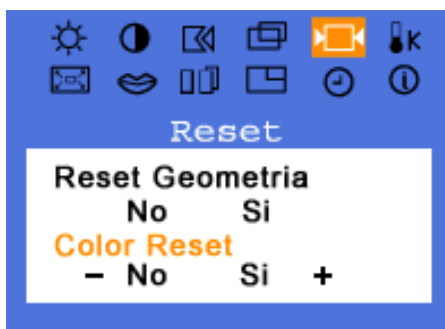 K
Reset
Reset Geometria
No Si
Color Reset
- No Si +